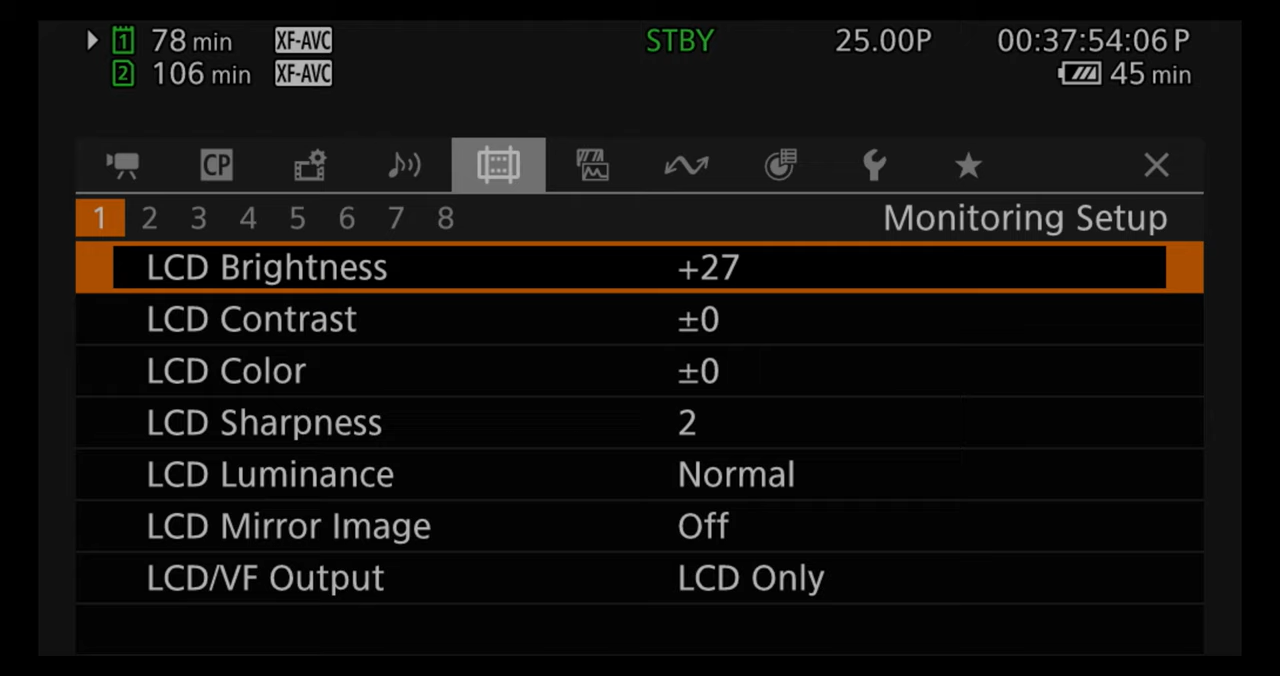 1 78 min XF-AVC STBY 25.00P 00:37:54:06 P
2 106 min XF-AVC 45 min
CP
1 2 3 4 5 6 7 8 Monitoring Setup
LCD Brightness +27
LCD Contrast ±0
LCD Color ±0
LCD Sharpness 2
LCD Luminance Normal
LCD Mirror Image Off
LCD/VF Output LCD Only